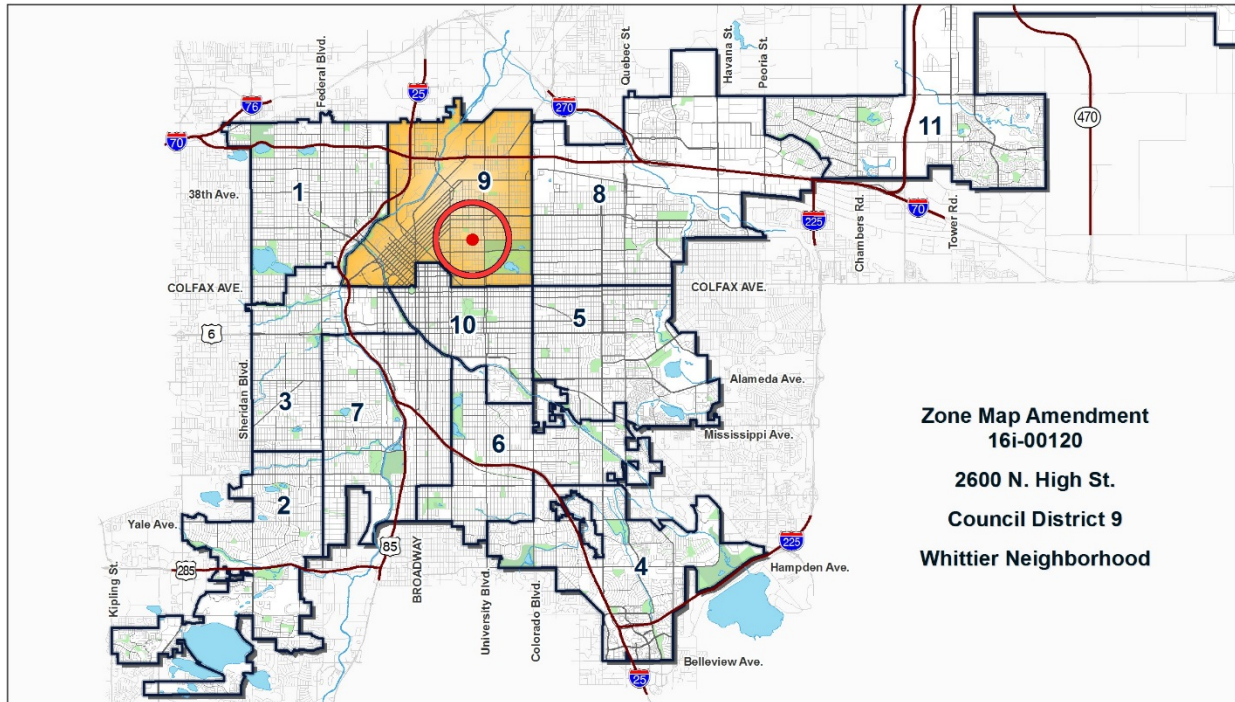 Federal Blvd.
Quebec St.
Havana St.
Peoria St.
76
25
270
470
70
11
38th Ave.
1
9
8
225
70
Chambers Rd.
Tower Rd.
COLFAX AVE.
COLFAX AVE.
6
10
5
Sheridan Blvd.
3
7
Alameda Ave.
6
Mississippi Ave.
2
Yale Ave.
85
225
285
BROADWAY
4
Hampden Ave.
Kipling St.
University Blvd.
Colorado Blvd.
Belleview Ave.
25
Zone Map Amendment
16i-00120
2600 N. High St.
Council District 9
Whittier Neighborhood